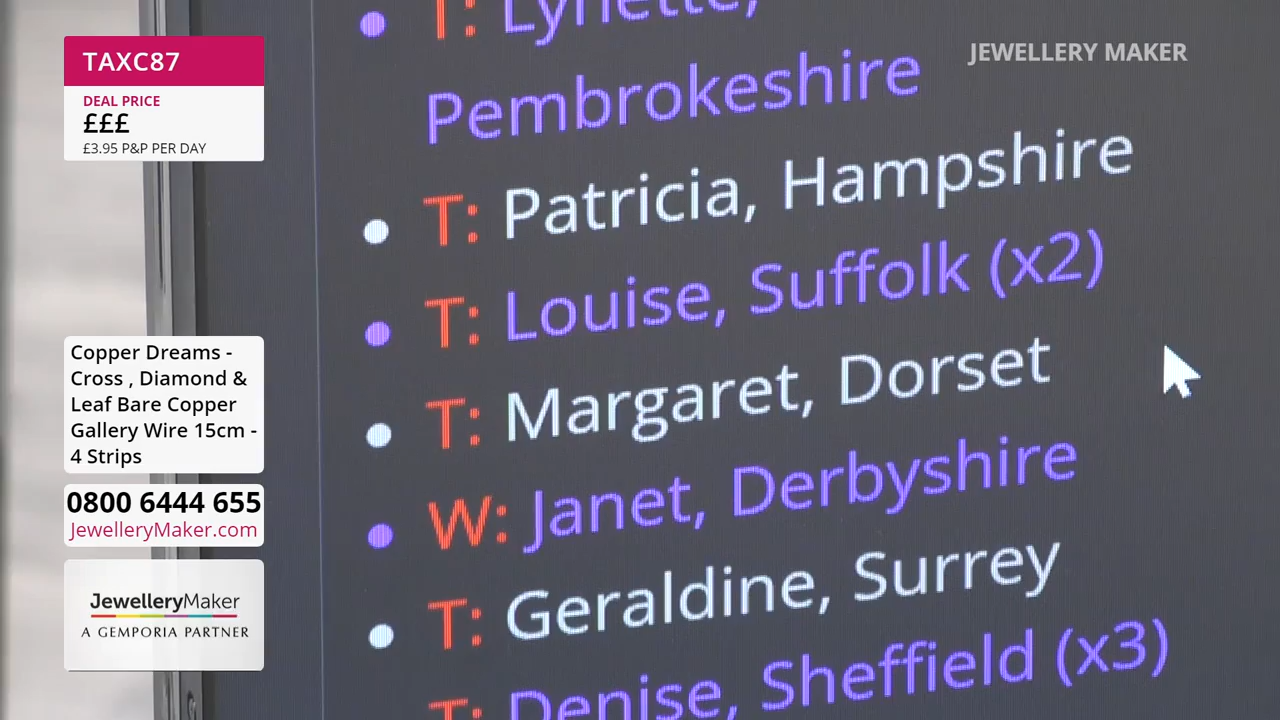 TAXC87
DEAL PRICE
£££
£3.95 P&P PER DAY
JEWELLERY MAKER
T: Lynette,
Pembrokeshire
T: Patricia, Hampshire
T: Louise, Suffolk (x2)
T: Margaret, Dorset
W: Janet, Derbyshire
T: Geraldine, Surrey
T: Denise, Sheffield (x3)
Copper Dreams -
Cross , Diamond &
Leaf Bare Copper
Gallery Wire 15cm -
4 Strips
0800 6444 655
JewelleryMaker.com
JewelleryMaker
A GEMPORIA PARTNER